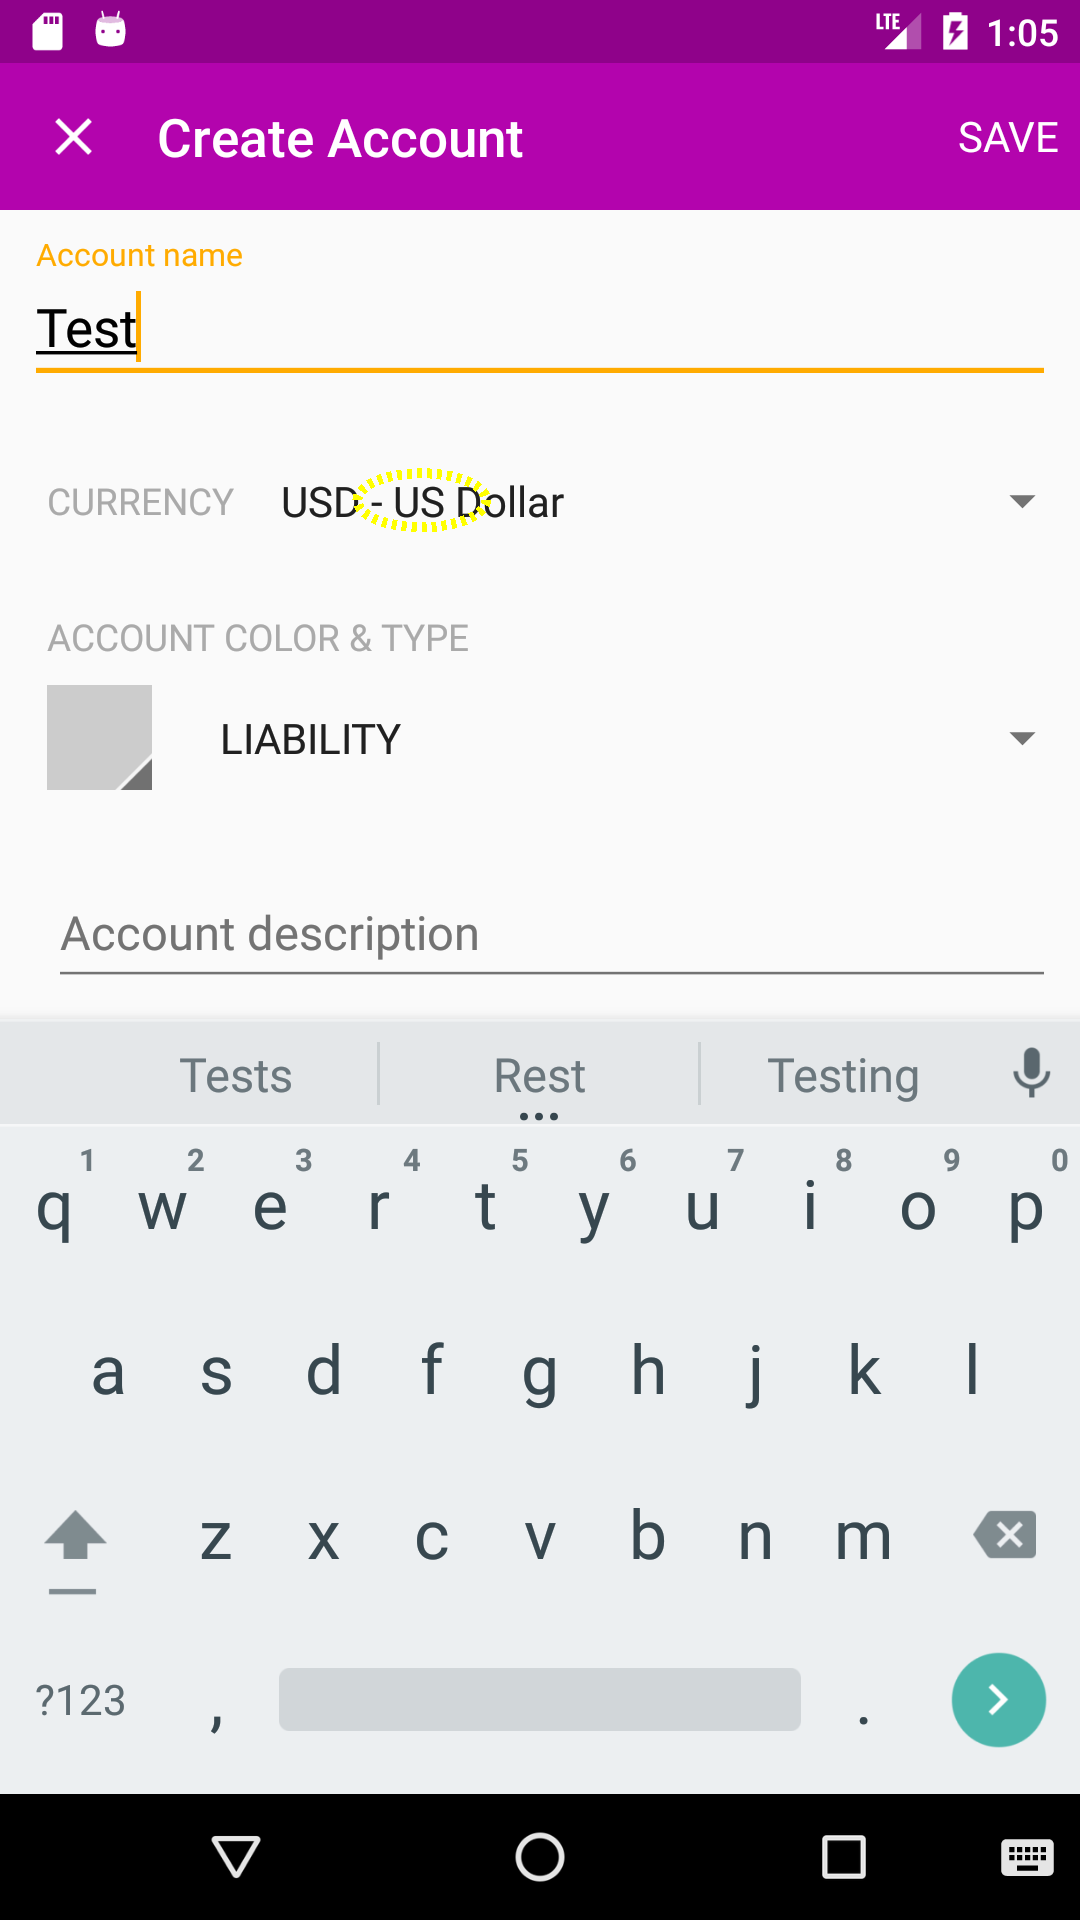 LTE 1:05
Create Account SAVE
Account name
Test
CURRENCY USD - US Dollar
ACCOUNT COLOR & TYPE
LIABILITY
Account description
Tests Rest Testing
1 2 3 4 5 6 7 8 9 0
q w e r t y u i o p
a s d f g h j k l
z x c v b n m
?123 , .